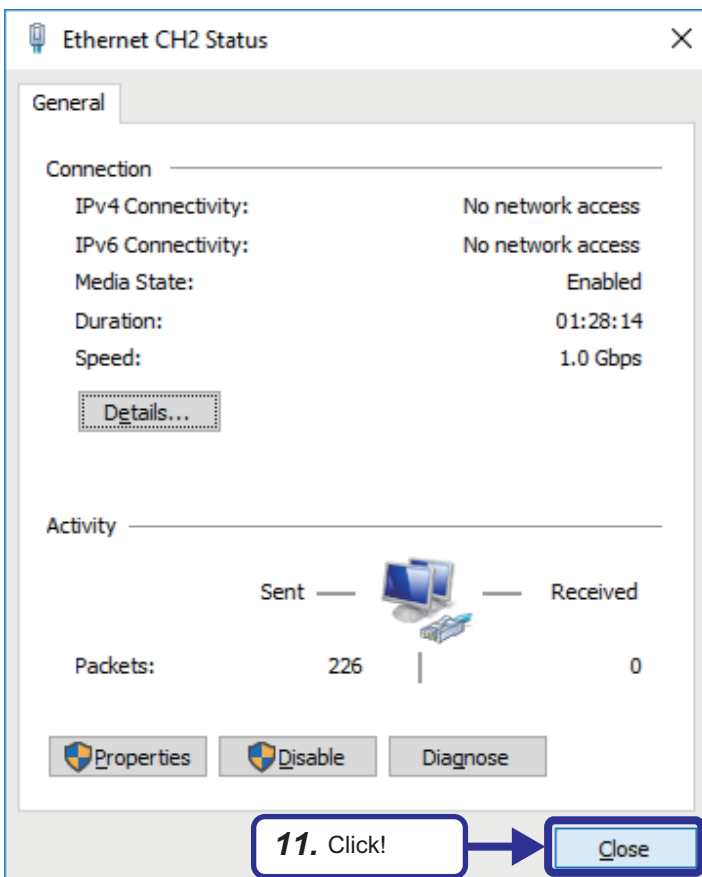 Ethernet CH2 Status
General
Connection
IPv4 Connectivity: No network access
IPv6 Connectivity: No network access
Media State: Enabled
Duration: 01:28:14
Speed: 1.0 Gbps
Details...
Activity
Sent Received
Packets: 226 0
Properties Disable Diagnose
11. Click! Close